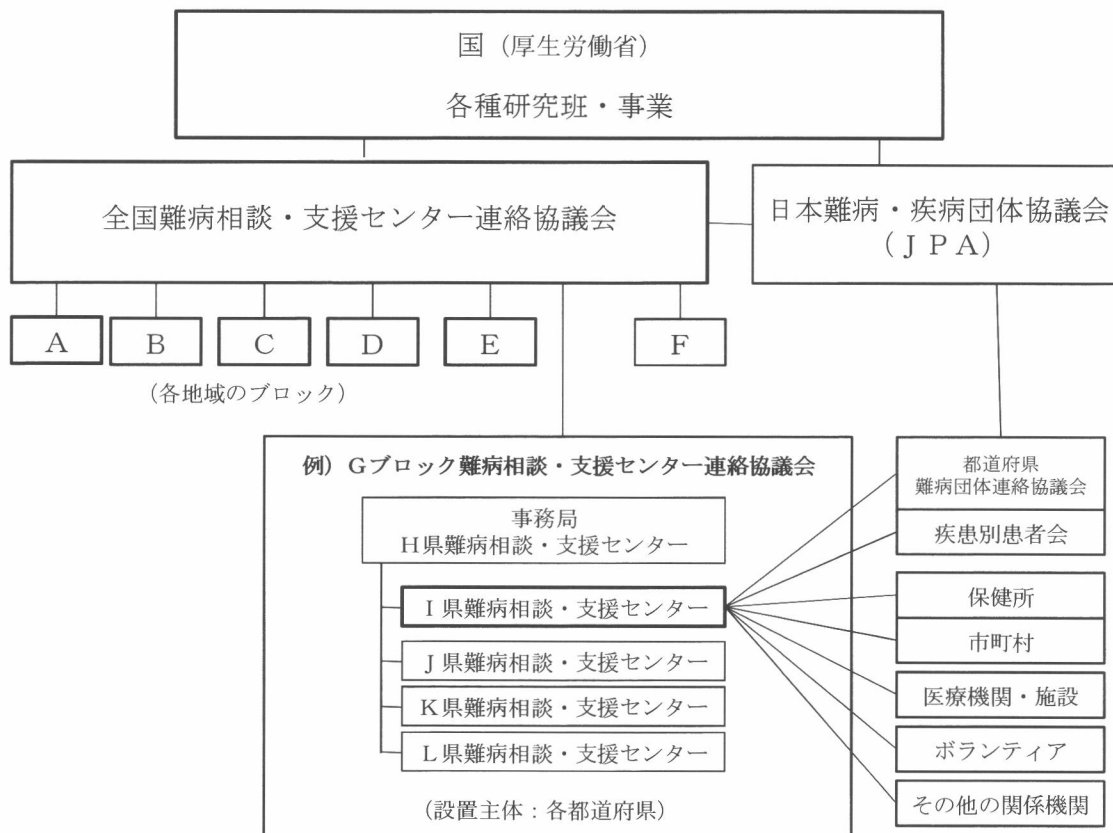 国（厚生労働省）
各種研究班・事業
全国難病相談・支援センター連絡協議会
日本難病・疾病団体協議会
（ＪＰＡ）
Ａ
Ｂ
Ｃ
Ｄ
Ｅ
Ｆ
（各地域のブロック）
例）Ｇブロック難病相談・支援センター連絡協議会
事務局
Ｈ県難病相談・支援センター
Ｉ県難病相談・支援センター
Ｊ県難病相談・支援センター
Ｋ県難病相談・支援センター
Ｌ県難病相談・支援センター
（設置主体：各都道府県）
都道府県
難病団体連絡協議会
疾患別患者会
保健所
市町村
医療機関・施設
ボランティア
その他の関係機関